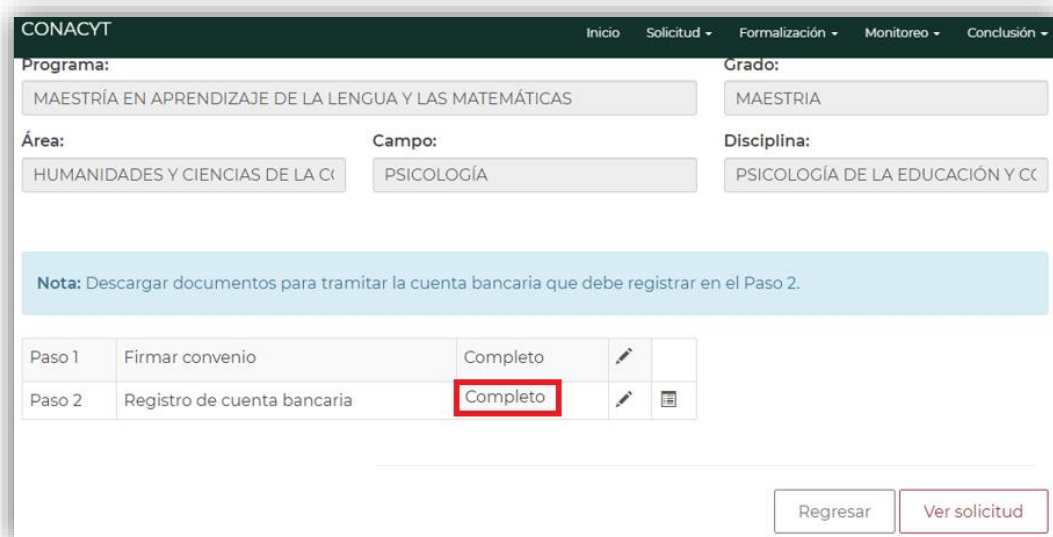 CONACYT Inicio Solicitud Formalización Monitoreo Conclusión
Programa: Grado:
MAESTRÍA EN APRENDIZAJE DE LA LENGUA Y LAS MATEMÁTICAS MAESTRIA
Área: Campo: Disciplina:
HUMANIDADES Y CIENCIAS DE LA PSICOLOGÍA PSICOLOGÍA DE LA EDUCACIÓN Y
Nota: Descargar documentos para tramitar la cuenta bancaria que debe registrar en el Paso 2.
Paso 1 Firmar convenio Completo
Paso 2 Registro de cuenta bancaria Completo
Regresar Ver solicitud